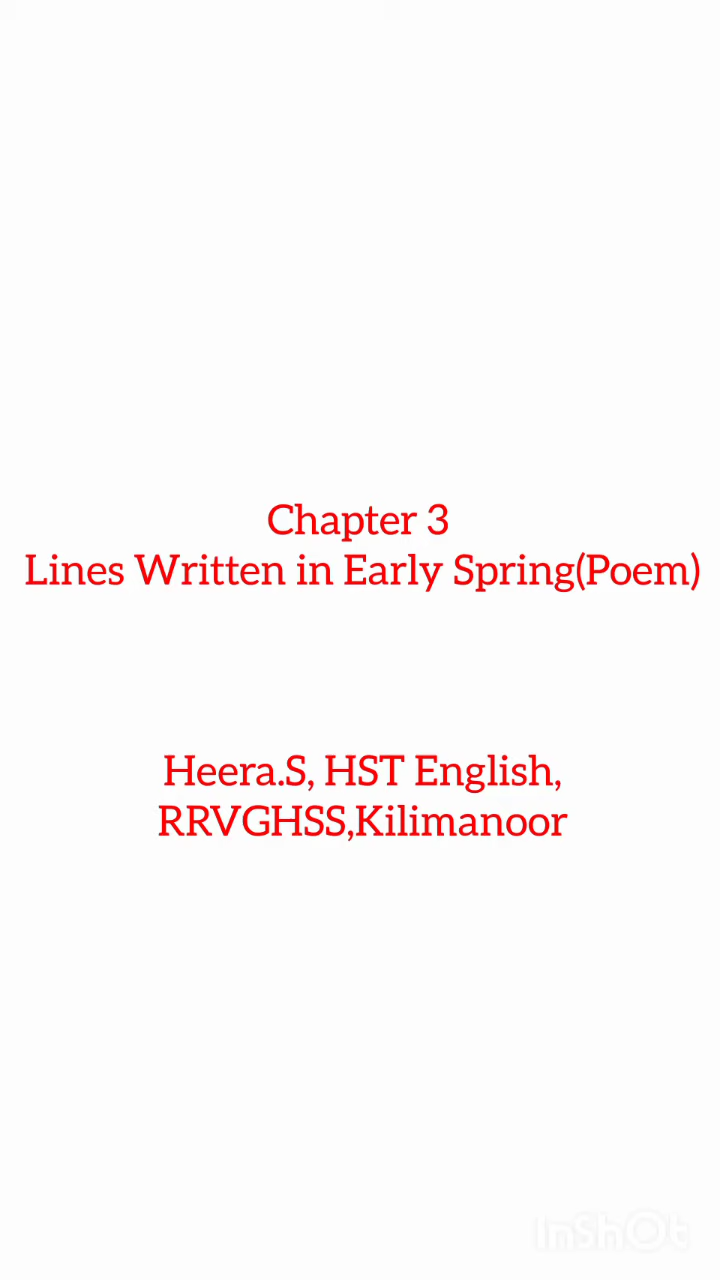 Chapter 3
Lines Written in Early Spring(Poem)
Heera.S, HST English,
RRVGHSS,Kilimanoor
InShOt